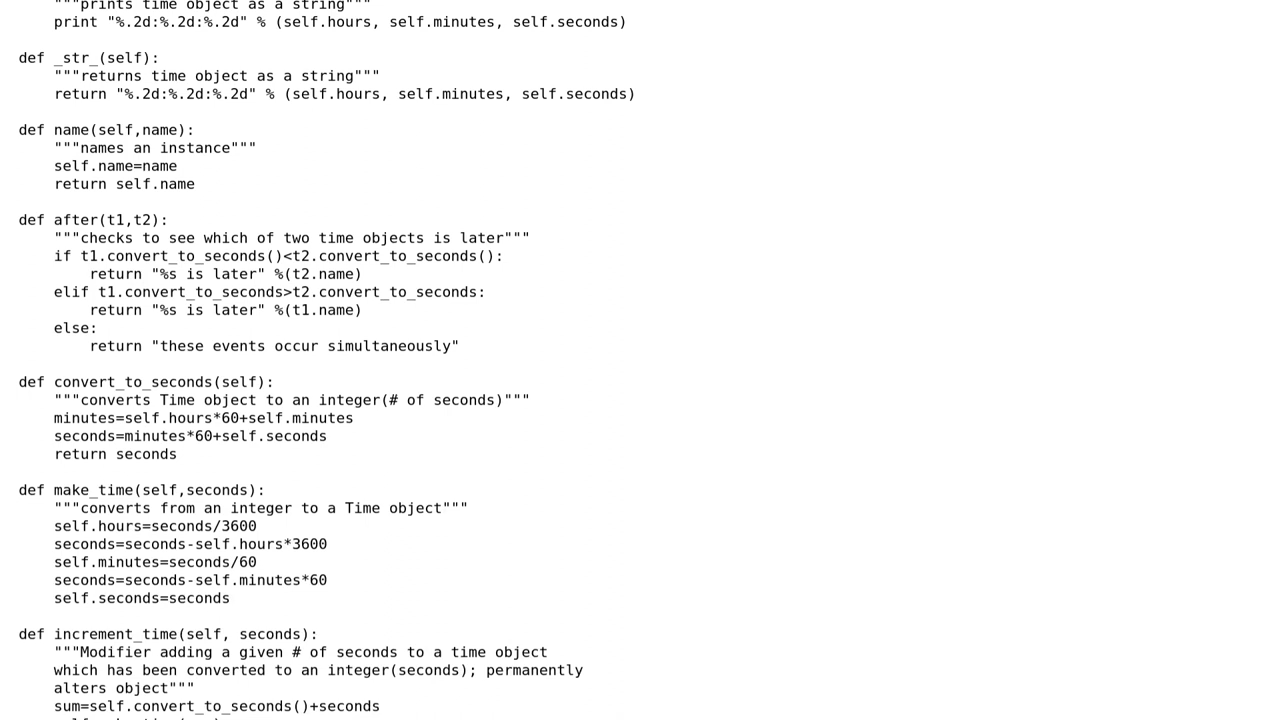 """prints time object as a string"""
print "%.2d:%.2d:%.2d" % (self.hours, self.minutes, self.seconds)
def _str_(self):
"""returns time object as a string"""
return "%.2d:%.2d:%.2d" % (self.hours, self.minutes, self.seconds)
def name(self,name):
"""names an instance"""
self.name=name
return self.name
def after(t1,t2):
"""checks to see which of two time objects is later"""
if t1.convert_to_seconds()<t2.convert_to_seconds():
return "%s is later" %(t2.name)
elif t1.convert_to_seconds>t2.convert_to_seconds:
return "%s is later" %(t1.name)
else:
return "these events occur simultaneously"
def convert_to_seconds(self):
"""converts Time object to an integer(# of seconds)"""
minutes=self.hours*60+self.minutes
seconds=minutes*60+self.seconds
return seconds
def make_time(self,seconds):
"""converts from an integer to a Time object"""
self.hours=seconds/3600
seconds=seconds-self.hours*3600
self.minutes=seconds/60
seconds=seconds-self.minutes*60
self.seconds=seconds
def increment_time(self, seconds):
"""Modifier adding a given # of seconds to a time object
which has been converted to an integer(seconds); permanently
alters object"""
sum=self.convert_to_seconds()+seconds